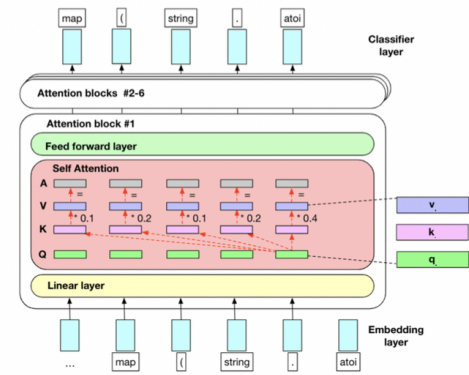 map ( string . atoi
Classifier
layer
Attention blocks #2-6
Attention block #1
Feed forward layer
Self Attention
A
= = = = =
V
v.
* 0.1 * 0.2 * 0.1 * 0.2 * 0.4
K
k.
Q
q.
Linear layer
Embedding
layer
... map ( string . atoi